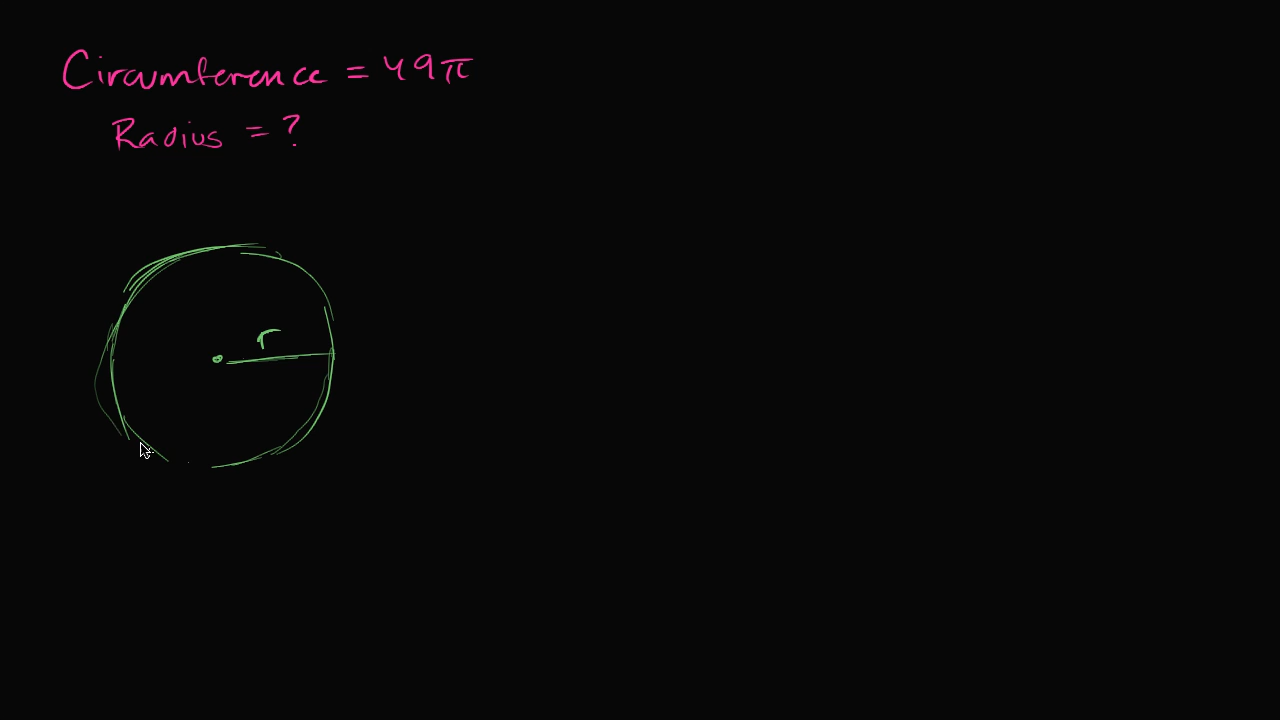 Circumference = 49π
Radius = ?
r